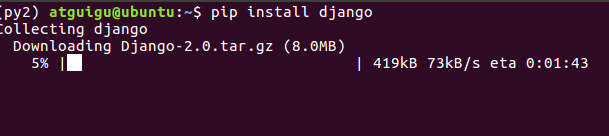 (py2) atguigu@ubuntu:~$ pip install django
Collecting django
Downloading Django-2.0.tar.gz (8.0MB)
5% | | 419kB 73kB/s eta 0:01:43